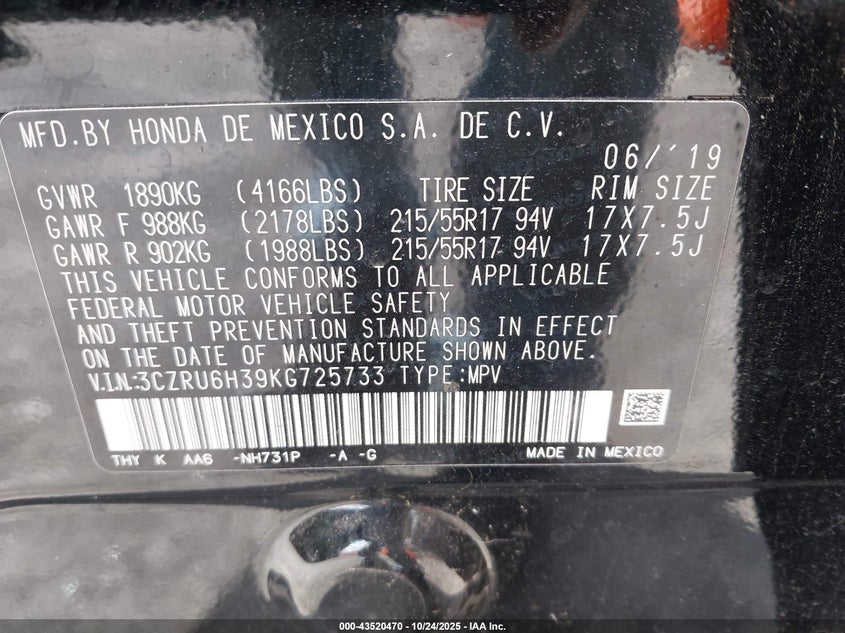 MFD.BY HONDA DE MEXICO S.A. DE C.V.
06/'19
GVWR 1890KG (4166LBS) TIRE SIZE RIM SIZE
GAWR F 988KG (2178LBS) 215/55R17 94V 17X7.5J
GAWR R 902KG (1988LBS) 215/55R17 94V 17X7.5J
THIS VEHICLE CONFORMS TO ALL APPLICABLE
FEDERAL MOTOR VEHICLE SAFETY
AND THEFT PREVENTION STANDARDS IN EFFECT
ON THE DATE OF MANUFACTURE SHOWN ABOVE.
V.I.N:3CZRU6H39KG725733 TYPE:MPV
THY K AA6 -NH731P -A -G MADE IN MEXICO
000-43520470 - 10/24/2025 - IAA Inc.